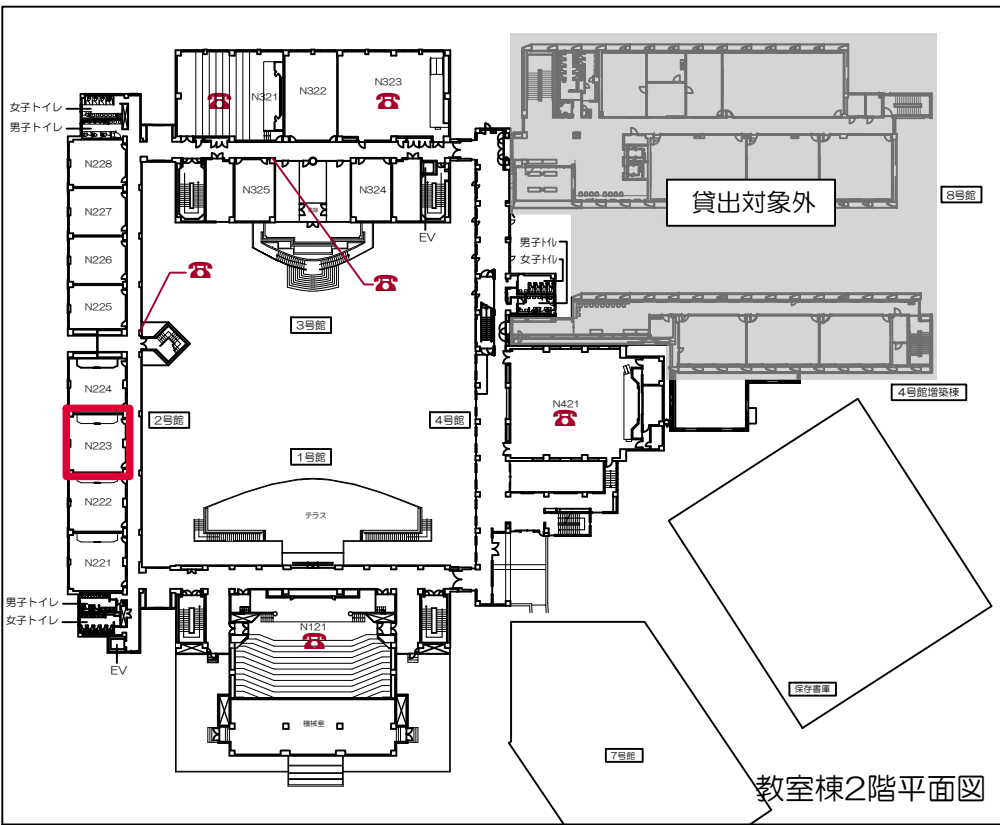 N321
N322
N323
女子トイレ
男子トイレ
N228
N227
N226
N225
N325
N324
EV
貸出対象外
8号館
男子トイレ
女子トイレ
3号館
N224
N223
N222
N221
2号館
4号館
N421
4号館増築棟
1号館
テラス
男子トイレ
女子トイレ
EV
N121
機械室
保存書庫
7号館
教室棟2階平面図